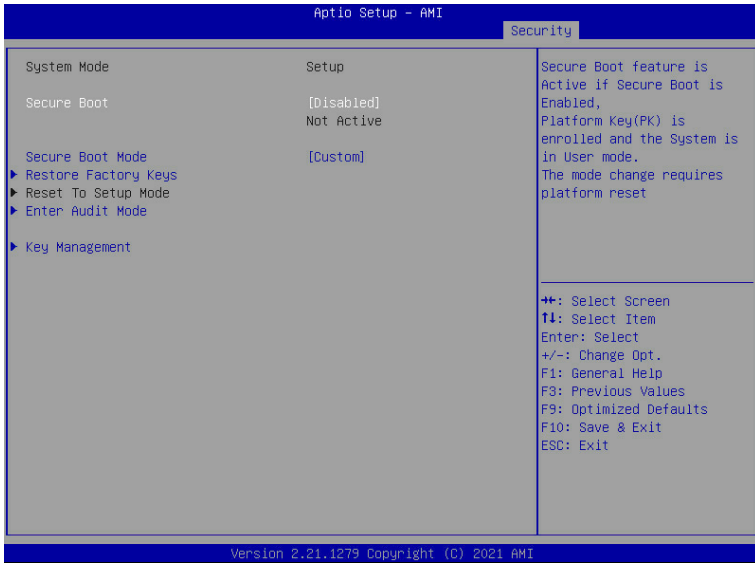 Aptio Setup - AMI
Security
System Mode Setup
Secure Boot [Disabled]
Not Active
Secure Boot Mode [Custom]
Restore Factory Keys
Reset To Setup Mode
Enter Audit Mode
Key Management
Secure Boot feature is
Active if Secure Boot is
Enabled,
Platform Key(PK) is
enrolled and the System is
in User mode.
The mode change requires
platform reset
→←: Select Screen
↑↓: Select Item
Enter: Select
+/-: Change Opt.
F1: General Help
F3: Previous Values
F9: Optimized Defaults
F10: Save & Exit
ESC: Exit
Version 2.21.1279 Copyright (C) 2021 AMI